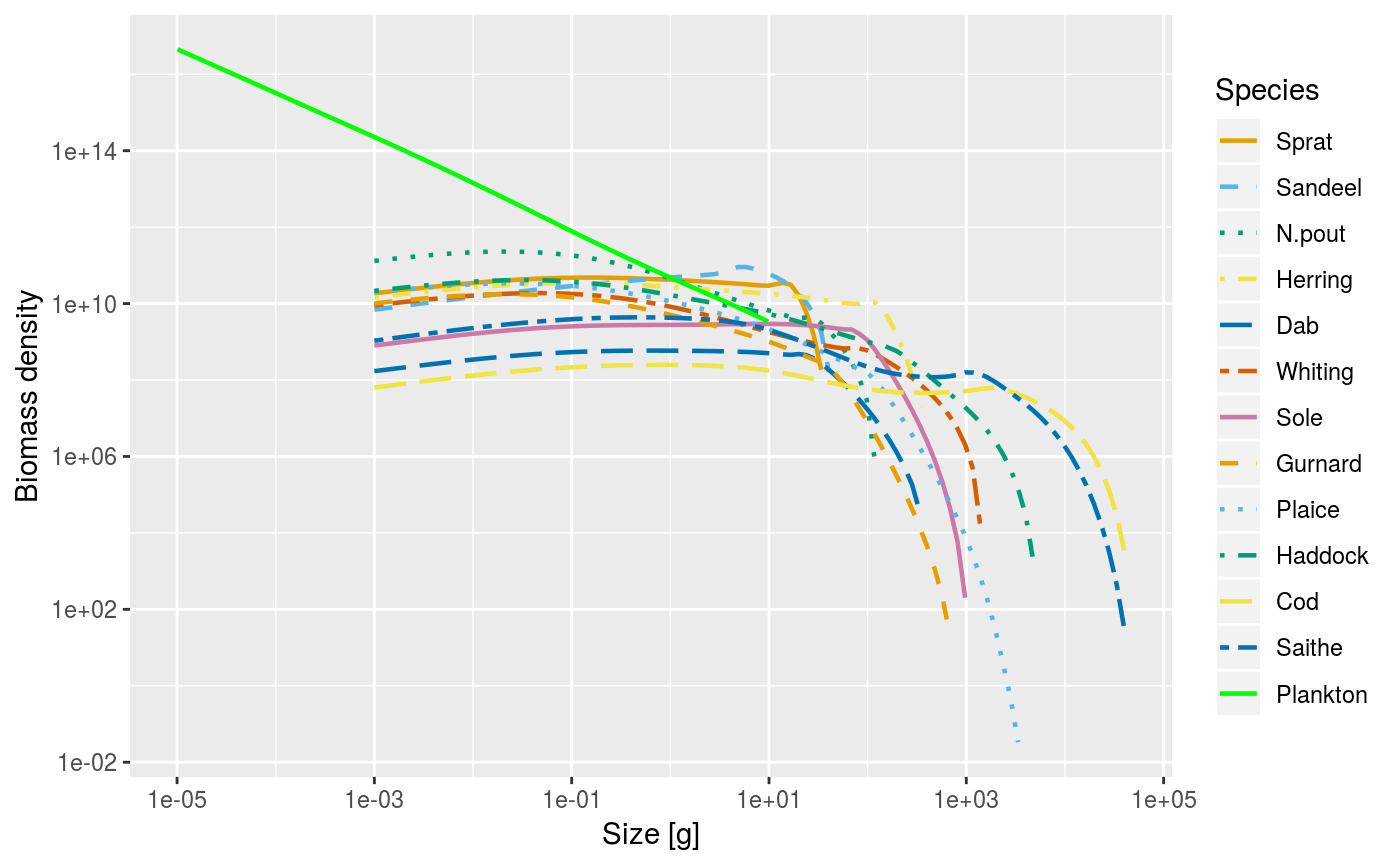 Biomass density
1e+14
1e+10
1e+06
1e+02
1e-02
1e-05
1e-03
1e-01
1e+01
1e+03
1e+05
Size [g]
Species
Sprat
Sandeel
N.pout
Herring
Dab
Whiting
Sole
Gurnard
Plaice
Haddock
Cod
Saithe
Plankton